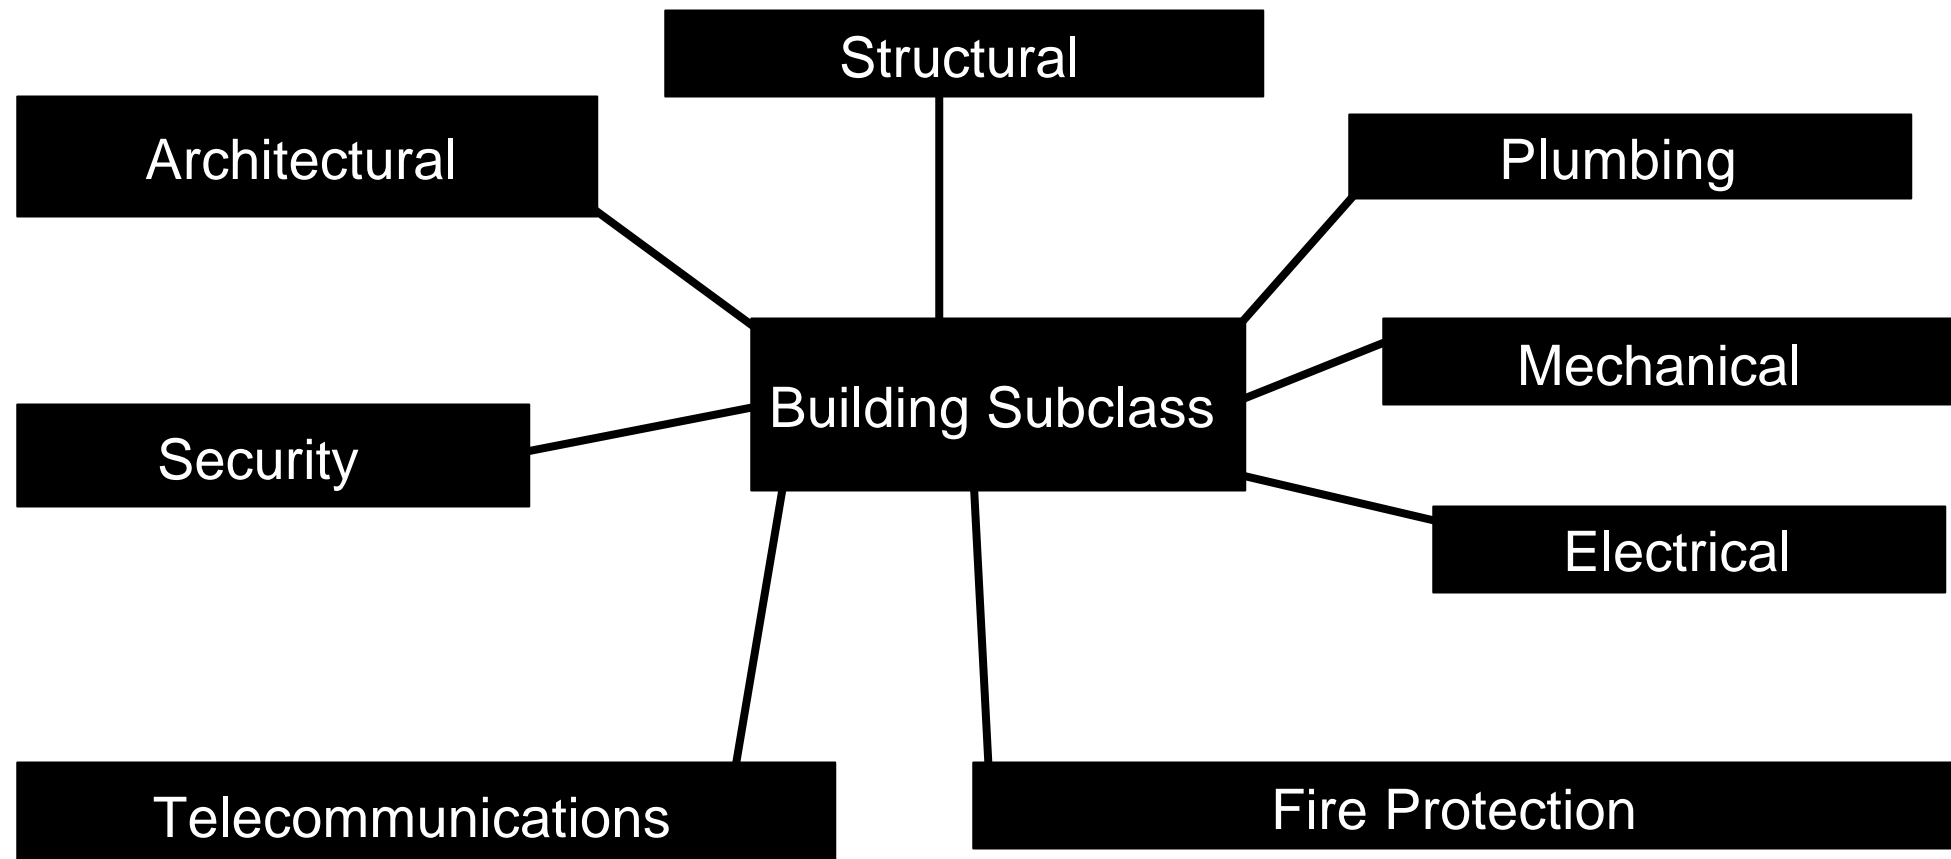 Structural
Architectural
Plumbing
Building Subclass
Mechanical
Security
Electrical
Telecommunications
Fire Protection